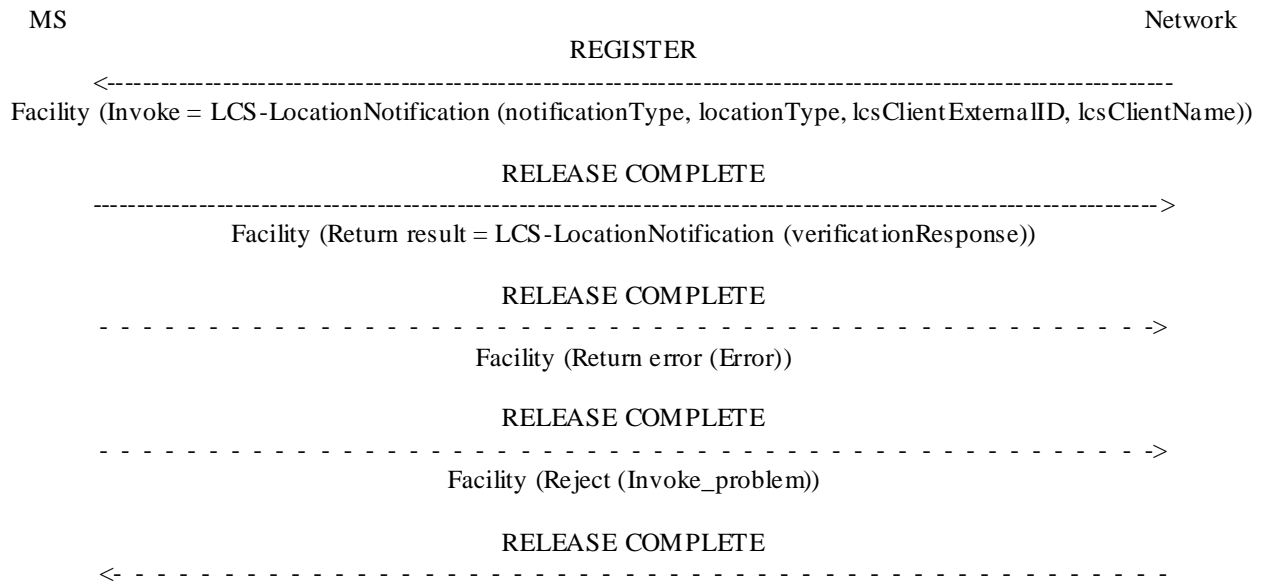 MS Network
REGISTER
<------------------------------------------------------------------------------------------------------------------------
Facility (Invoke = LCS-LocationNotification (notificationType, locationType, lcsClientExternalID, lcsClientName))
RELEASE COMPLETE
------------------------------------------------------------------------------------------------------------------------>
Facility (Return result = LCS-LocationNotification (verificationResponse))
RELEASE COMPLETE
- - - - - - - - - - - - - - - - - - - - - - - - - - - - - - - - - - - - - - - - - - - - - - - ->
Facility (Return error (Error))
RELEASE COMPLETE
- - - - - - - - - - - - - - - - - - - - - - - - - - - - - - - - - - - - - - - - - - - - - - - ->
Facility (Reject (Invoke_problem))
RELEASE COMPLETE
<- - - - - - - - - - - - - - - - - - - - - - - - - - - - - - - - - - - - - - - - - - - - - - - -